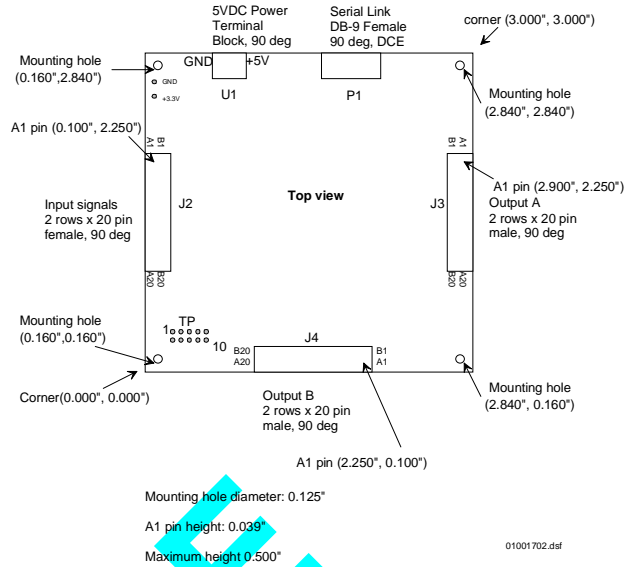 5VDC Power
Terminal
Block, 90 deg
Serial Link
DB-9 Female
90 deg, DCE
corner (3.000", 3.000")
Mounting hole
(0.160",2.840")
GND
+5V
GND
+3.3V
U1
P1
Mounting hole
(2.840", 2.840")
A1 pin (0.100", 2.250")
A1 B1
B1 A1
A1 pin (2.900", 2.250")
Input signals
2 rows x 20 pin
female, 90 deg
J2
Top view
J3
Output A
2 rows x 20 pin
male, 90 deg
A20 B20
B20 A20
Mounting hole
(0.160",0.160")
TP
1
10
J4
B20
A20
B1
A1
Corner(0.000", 0.000")
Mounting hole
(2.840", 0.160")
Output B
2 rows x 20 pin
male, 90 deg
A1 pin (2.250", 0.100")
Mounting hole diameter: 0.125"
A1 pin height: 0.039"
Maximum height 0.500"
01001702.dsf